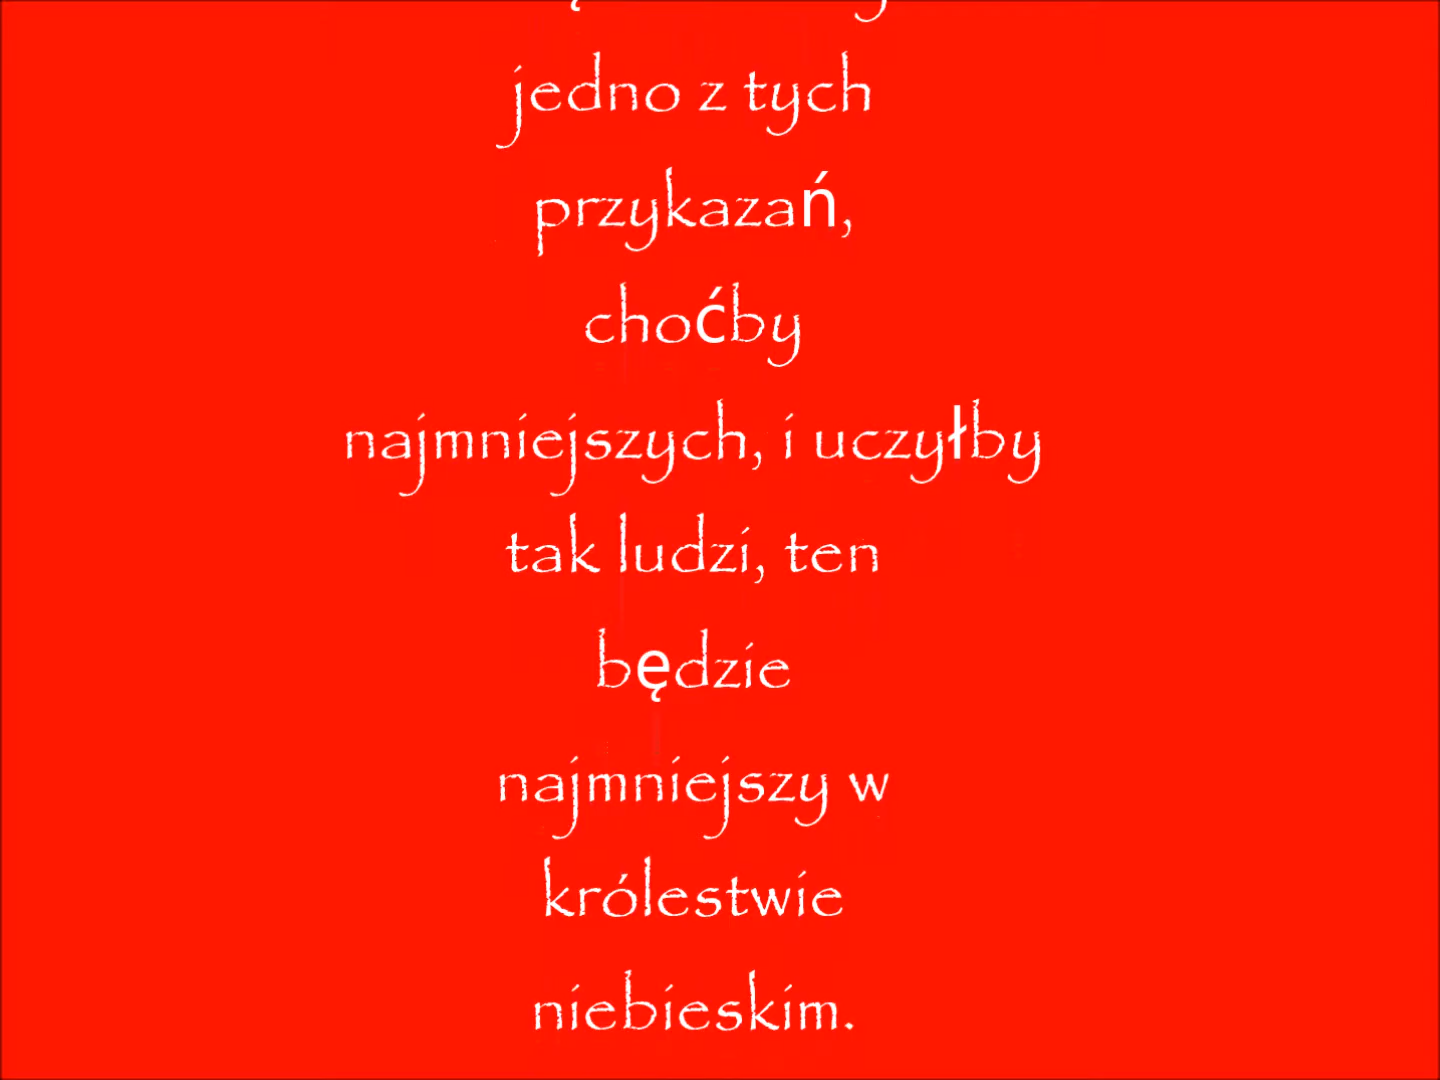 jedno z tych
przykazań,
choćby
najmniejszych, i uczyłby
tak ludzi, ten
będzie
najmniejszy w
królestwie
niebieskim.